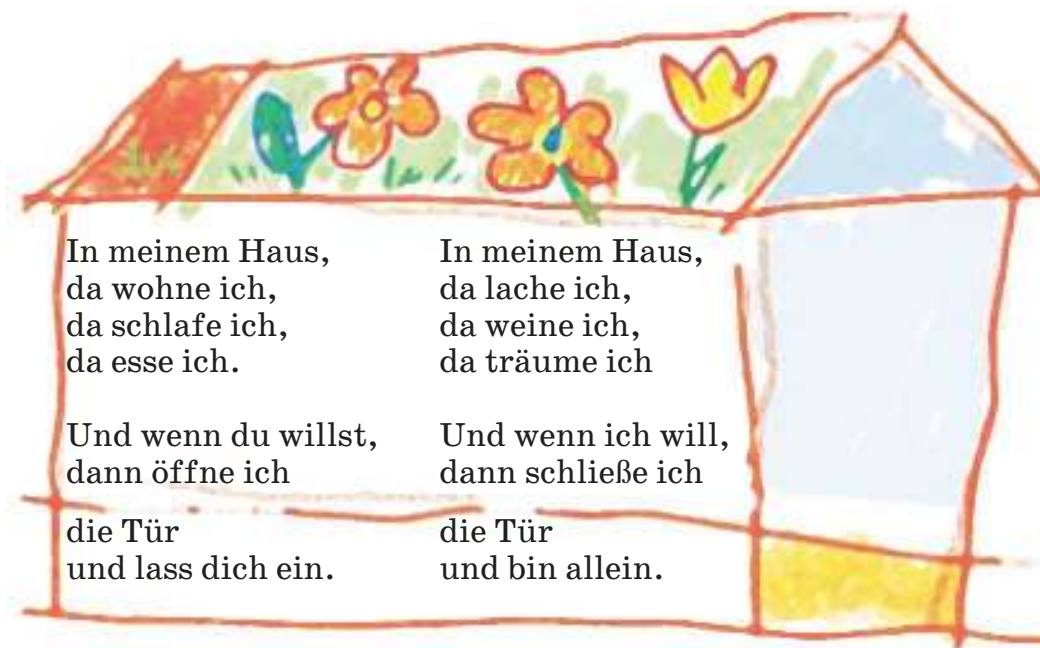 In meinem Haus,
da wohne ich,
da schlafe ich,
da esse ich.
Und wenn du willst,
dann öffne ich
die Tür
und lass dich ein.
In meinem Haus,
da lache ich,
da weine ich,
da träume ich
Und wenn ich will,
dann schließe ich
die Tür
und bin allein.